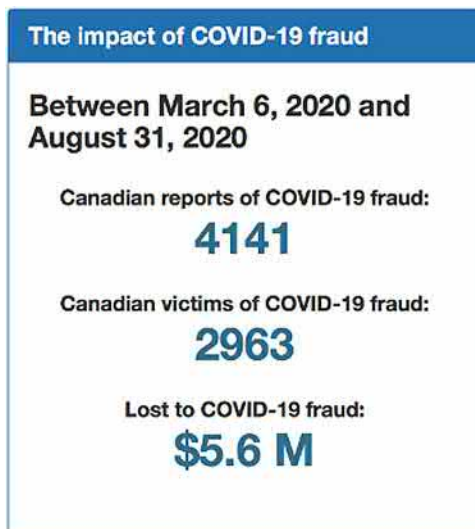 The impact of COVID-19 fraud
Between March 6, 2020 and
August 31, 2020
Canadian reports of COVID-19 fraud:
4141
Canadian victims of COVID-19 fraud:
2963
Lost to COVID-19 fraud:
$5.6 M